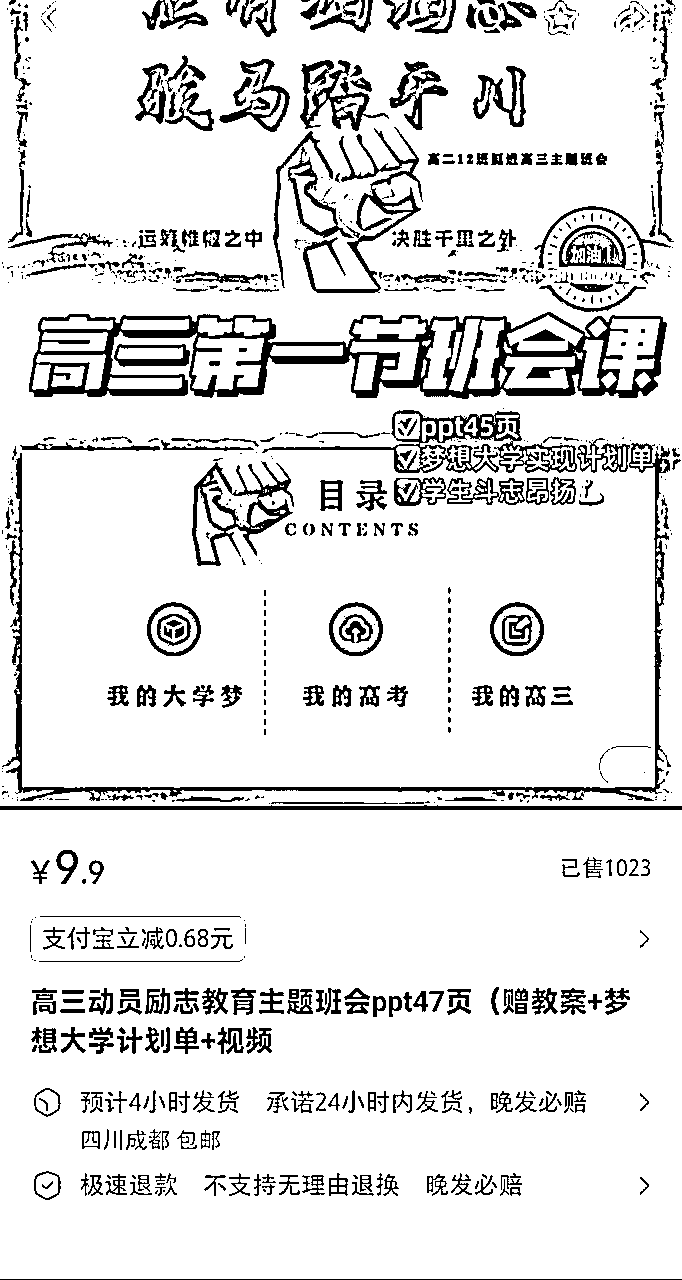 骏马踏平川
高二12班挺进高三主题班会
运筹帷幄之中
决胜千里之外
加油!
高三第一节班会课
ppt45页
梦想大学实现计划单
学生斗志昂扬
目录
CONTENTS
我的大学梦
我的高考
我的高三
¥9.9
已售1023
支付宝立减0.68元
高三动员励志教育主题班会ppt47页（赠教案+梦
想大学计划单+视频
预计4小时发货 承诺24小时内发货，晚发必赔
四川成都 包邮
极速退款 不支持无理由退换 晚发必赔